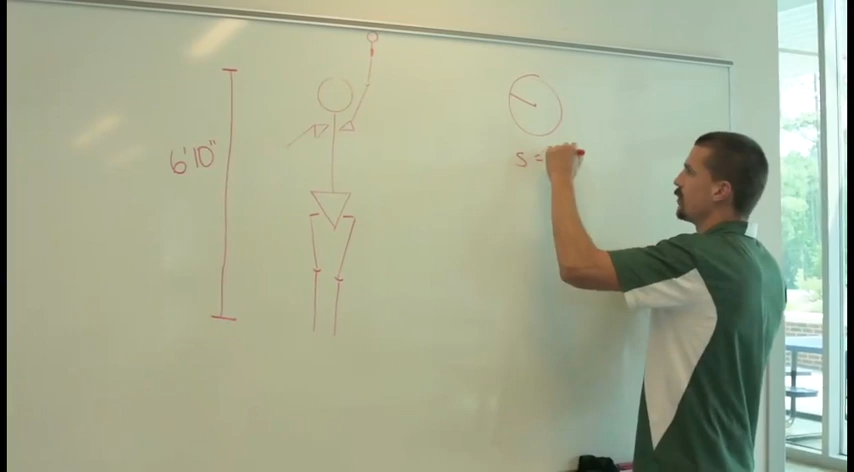 6'10"
S =